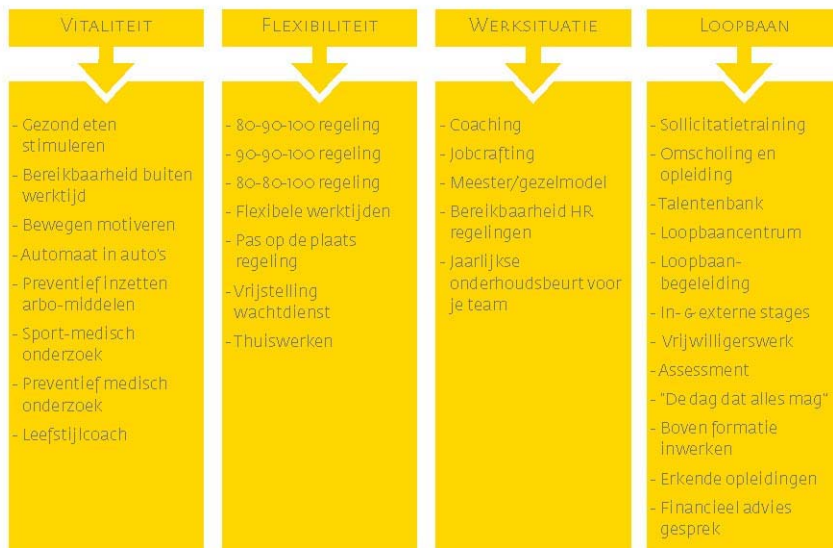 VITALITEIT
- Gezond eten
stimuleren
- Bereikbaarheid buiten
werktijd
- Bewegen motiveren
- Automaat in auto's
- Preventief inzetten
arbo-middelen
- Sport-medisch
onderzoek
- Preventief medisch
onderzoek
- Leefstijlcoach
FLEXIBILITEIT
- 80-90-100 regeling
- 90-90-100 regeling
- 80-80-100 regeling
- Flexibele werktijden
- Pas op de plaats
regeling
- Vrijstelling
wachtdienst
- Thuiswerken
WERKSITUATIE
- Coaching
- Jobcrafting
- Meester/gezelmodel
- Bereikbaarheid HR
regelingen
- Jaarlijkse
onderhoudsbeurt voor
je team
LOOPBAAN
- Sollicitatietraining
- Omscholing en
opleiding
- Talentenbank
- Loopbaancentrum
- Loopbaan-
begeleiding
- In- & externe stages
- Vrijwilligerswerk
- Assessment
- "De dag dat alles mag"
- Boven formatie
inwerken
- Erkende opleidingen
- Financieel advies
gesprek